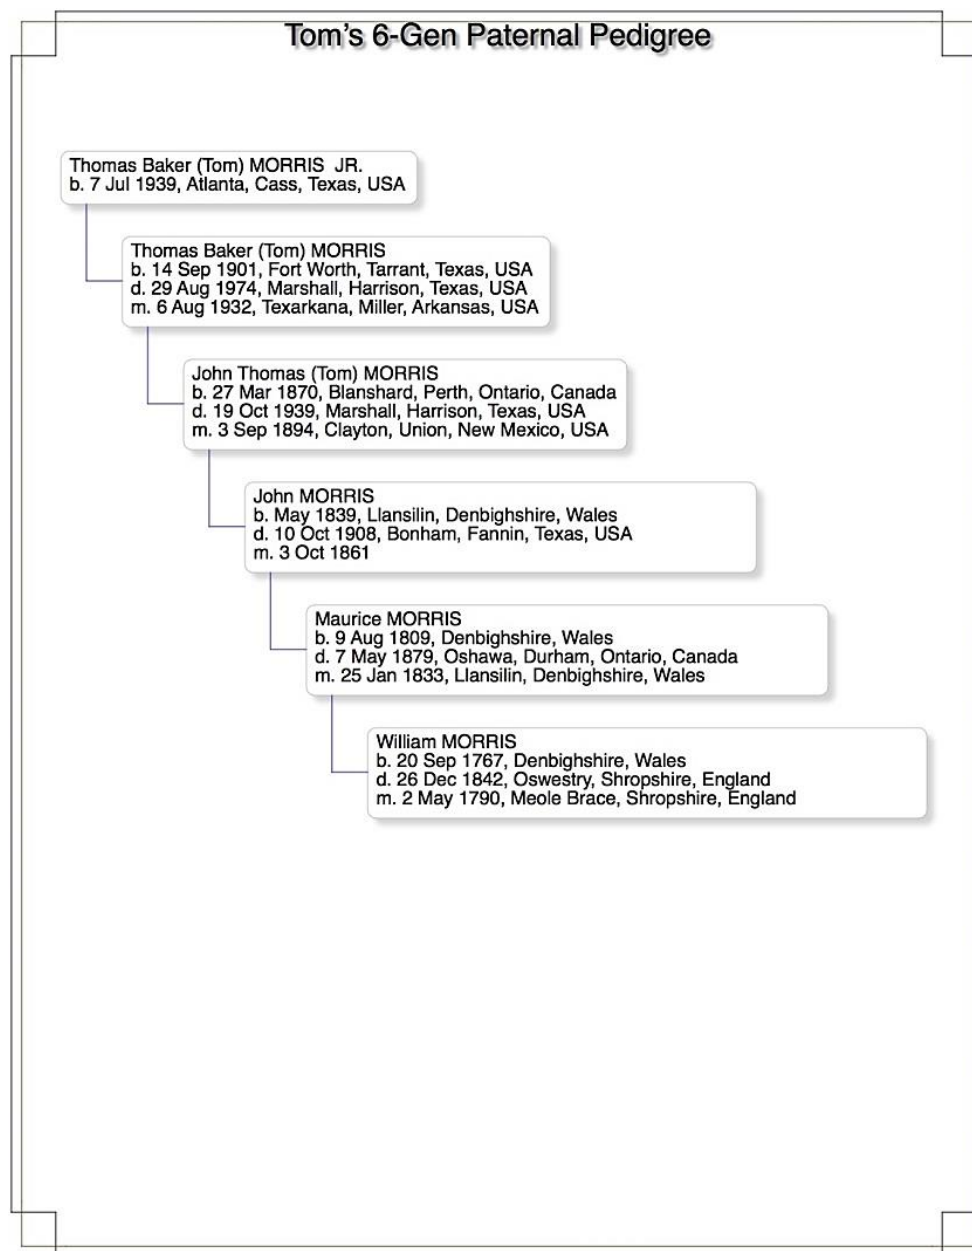 Tom's 6-Gen Paternal Pedigree
Thomas Baker (Tom) MORRIS JR.
b. 7 Jul 1939, Atlanta, Cass, Texas, USA
Thomas Baker (Tom) MORRIS
b. 14 Sep 1901, Fort Worth, Tarrant, Texas, USA
d. 29 Aug 1974, Marshall, Harrison, Texas, USA
m. 6 Aug 1932, Texarkana, Miller, Arkansas, USA
John Thomas (Tom) MORRIS
b. 27 Mar 1870, Blanshard, Perth, Ontario, Canada
d. 19 Oct 1939, Marshall, Harrison, Texas, USA
m. 3 Sep 1894, Clayton, Union, New Mexico, USA
John MORRIS
b. May 1839, Llansilin, Denbighshire, Wales
d. 10 Oct 1908, Bonham, Fannin, Texas, USA
m. 3 Oct 1861
Maurice MORRIS
b. 9 Aug 1809, Denbighshire, Wales
d. 7 May 1879, Oshawa, Durham, Ontario, Canada
m. 25 Jan 1833, Llansilin, Denbighshire, Wales
William MORRIS
b. 20 Sep 1767, Denbighshire, Wales
d. 26 Dec 1842, Oswestry, Shropshire, England
m. 2 May 1790, Meole Brace, Shropshire, England